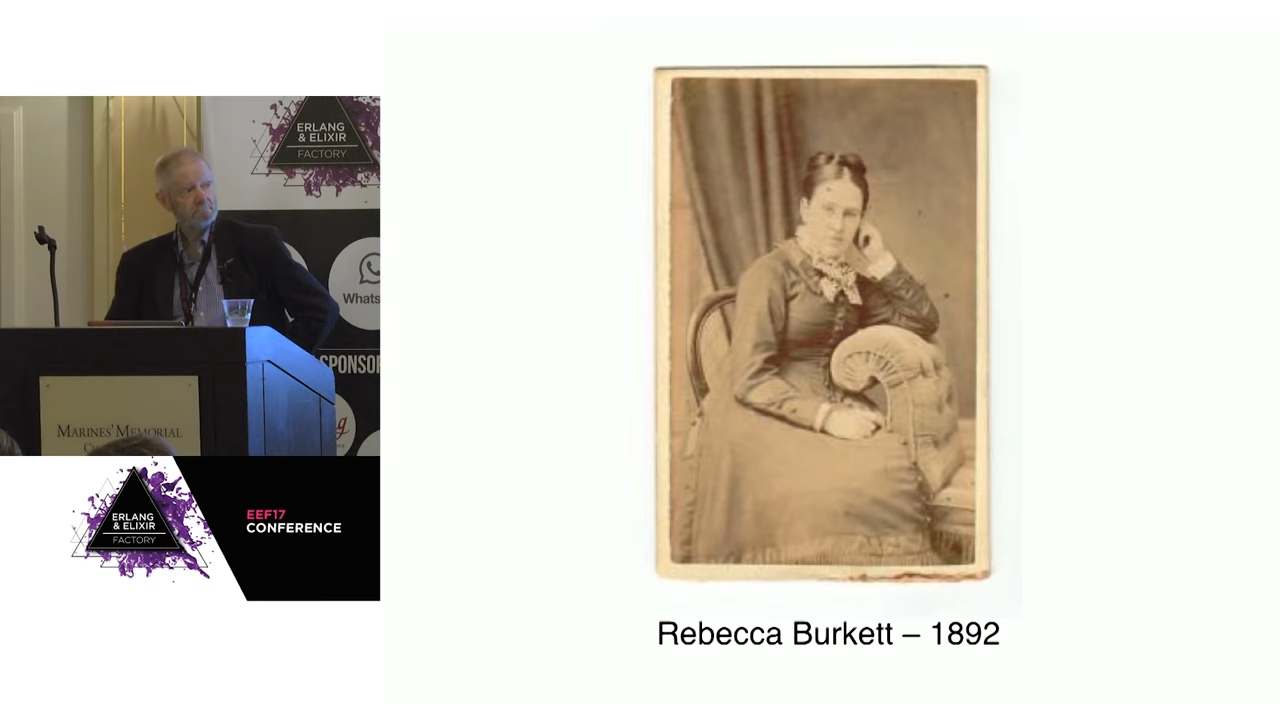 ERLANG
& ELIXIR
FACTORY
Whats
SPONSOR
MARINES' MEMORIAL
ERLANG
& ELIXIR
FACTORY
EEF17
CONFERENCE
Rebecca Burkett – 1892